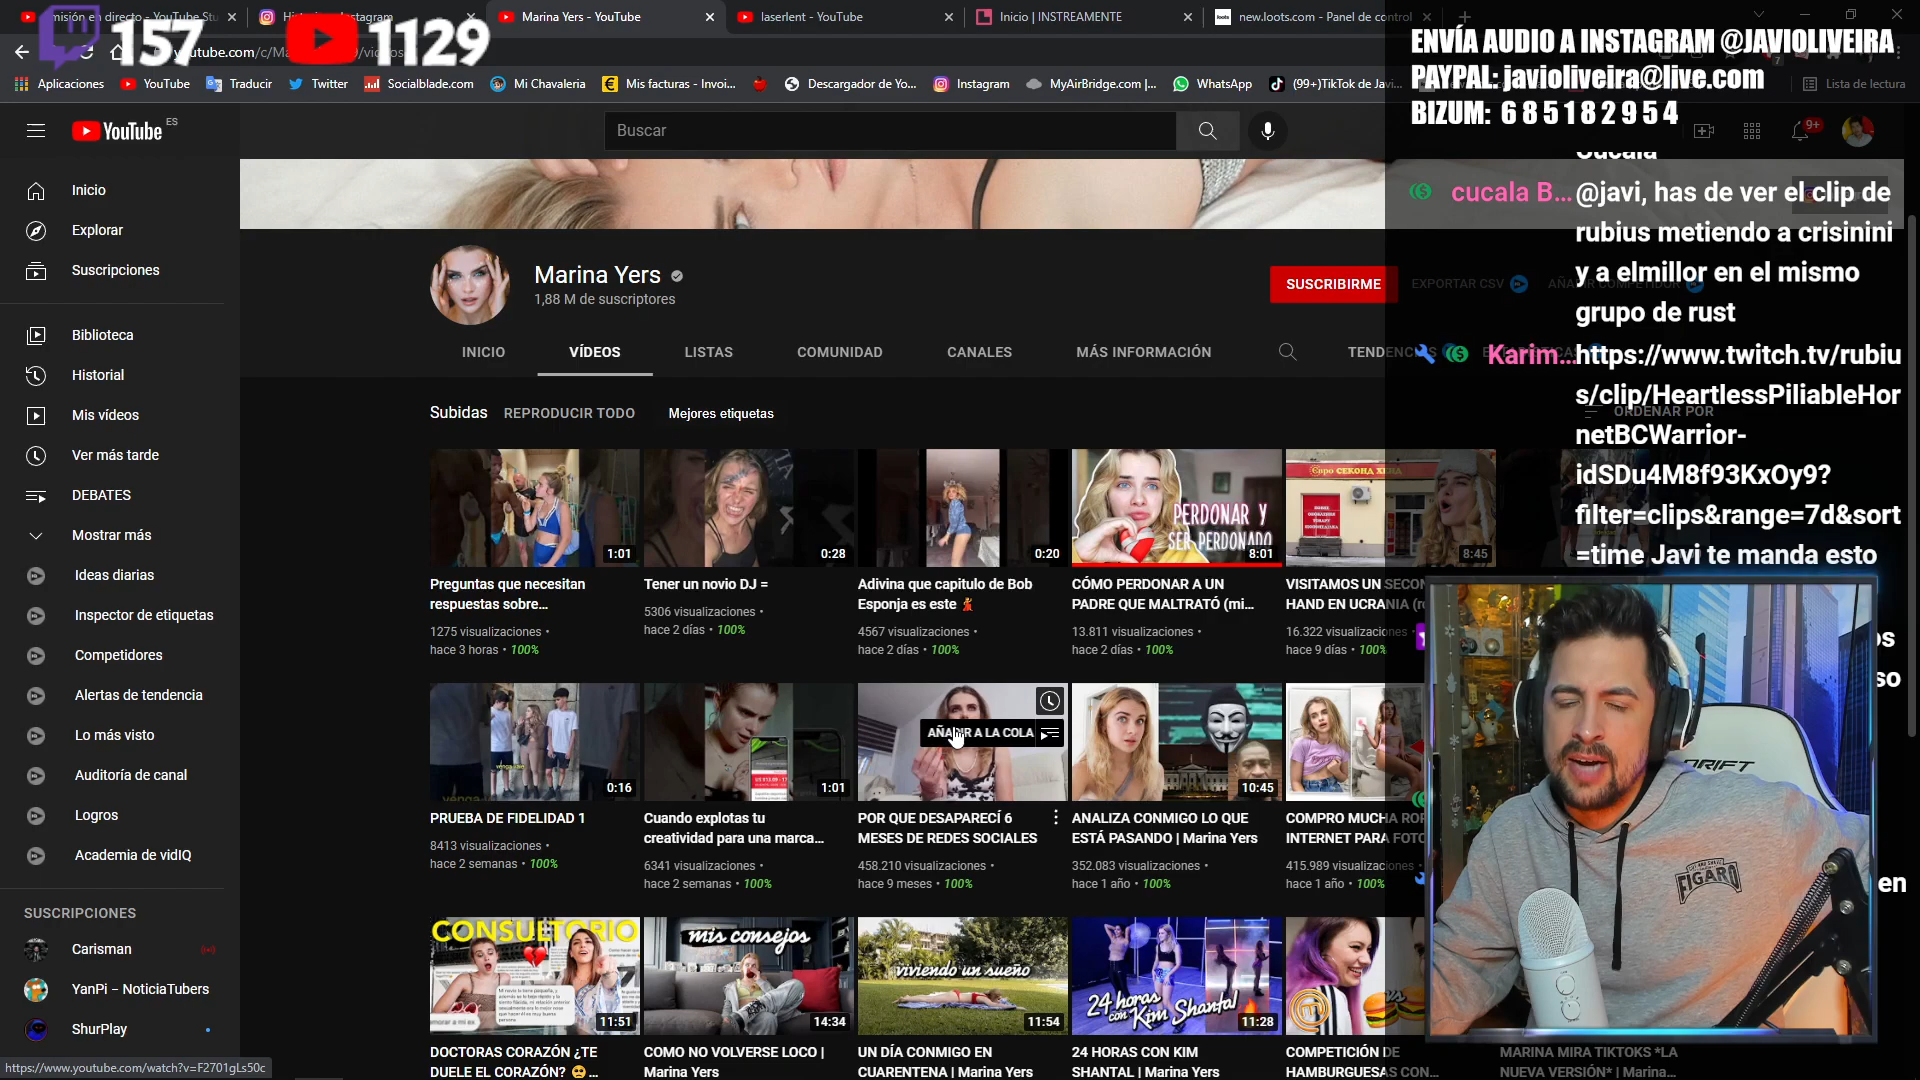 Marina Yers - YouTube
laserlent - YouTube
Inicio | INSTREAMENTE
new.loots.com - Panel de control
157
1129
ENVÍA AUDIO A INSTAGRAM @JAVIOLIVEIRA
PAYPAL: javioliveira@live.com
BIZUM: 685182954
Aplicaciones
YouTube
Traducir
Twitter
Socialblade.com
Mi Chavaleria
Mis facturas - Invoi...
Descargador de Yo...
Instagram
MyAirBridge.com |...
WhatsApp
(99+)TikTok de Javi...
Lista de lectura
YouTube ES
Buscar
9+
Inicio
Explorar
Suscripciones
Biblioteca
Historial
Mis vídeos
Ver más tarde
DEBATES
Mostrar más
Ideas diarias
Inspector de etiquetas
Competidores
Alertas de tendencia
Lo más visto
Auditoría de canal
Logros
Academia de vidIQ
SUSCRIPCIONES
Carisman
YanPi – NoticiaTubers
ShurPlay
https://www.youtube.com/watch?v=F2701gLs50c
Marina Yers
1,88 M de suscriptores
SUSCRIBIRME
EXPORTAR CSV
INICIO
VÍDEOS
LISTAS
COMUNIDAD
CANALES
MÁS INFORMACIÓN
Subidas
REPRODUCIR TODO
Mejores etiquetas
ORDENAR POR
cucala B... @javi, has de ver el clip de
rubius metiendo a crisinini
y a elmillor en el mismo
grupo de rust
Karim... https://www.twitch.tv/rubiu
s/clip/HeartlessPiliableHor
netBCWarrior-
idSDu4M8f93KxOy9?
filter=clips&range=7d&sort
=time Javi te manda esto
1:01
Preguntas que necesitan
respuestas sobre...
1275 visualizaciones •
hace 3 horas • 100%
0:28
Tener un novio DJ =
5306 visualizaciones •
hace 2 días • 100%
0:20
Adivina que capitulo de Bob
Esponja es este
4567 visualizaciones •
hace 2 días • 100%
PERDONAR Y
SER PERDONADO
8:01
CÓMO PERDONAR A UN
PADRE QUE MALTRATÓ (mi...
13.811 visualizaciones •
hace 2 días • 100%
Евро СЕКОНД ХЕНД
8:45
VISITAMOS UN SECON
HAND EN UCRANIA (r
16.322 visualizaciones
hace 9 días • 100%
0:16
PRUEBA DE FIDELIDAD 1
8413 visualizaciones •
hace 2 semanas • 100%
1:01
Cuando explotas tu
creatividad para una marca...
6341 visualizaciones •
hace 2 semanas • 100%
AÑADIR A LA COLA
POR QUE DESAPARECÍ 6
MESES DE REDES SOCIALES
458.210 visualizaciones •
hace 9 meses • 100%
10:45
ANALIZA CONMIGO LO QUE
ESTÁ PASANDO | Marina Yers
352.083 visualizaciones •
hace 1 año • 100%
COMPRO MUCHA ROP
INTERNET PARA FOTO
415.989 visualizaciones
hace 1 año • 100%
CONSULTORIO
11:51
DOCTORAS CORAZÓN ¿TE
DUELE EL CORAZÓN? ...
mis consejos
14:34
COMO NO VOLVERSE LOCO |
Marina Yers
viviendo un sueño
11:54
UN DÍA CONMIGO EN
CUARENTENA | Marina Yers
24 horas
con Kim Shantal
11:28
24 HORAS CON KIM
SHANTAL | Marina Yers
COMPETICIÓN DE
HAMBURGUESAS CON...
MARINA MIRA TIKTOKS *LA
NUEVA VERSIÓN* | Marina...
DRIFT
FIGARO
en